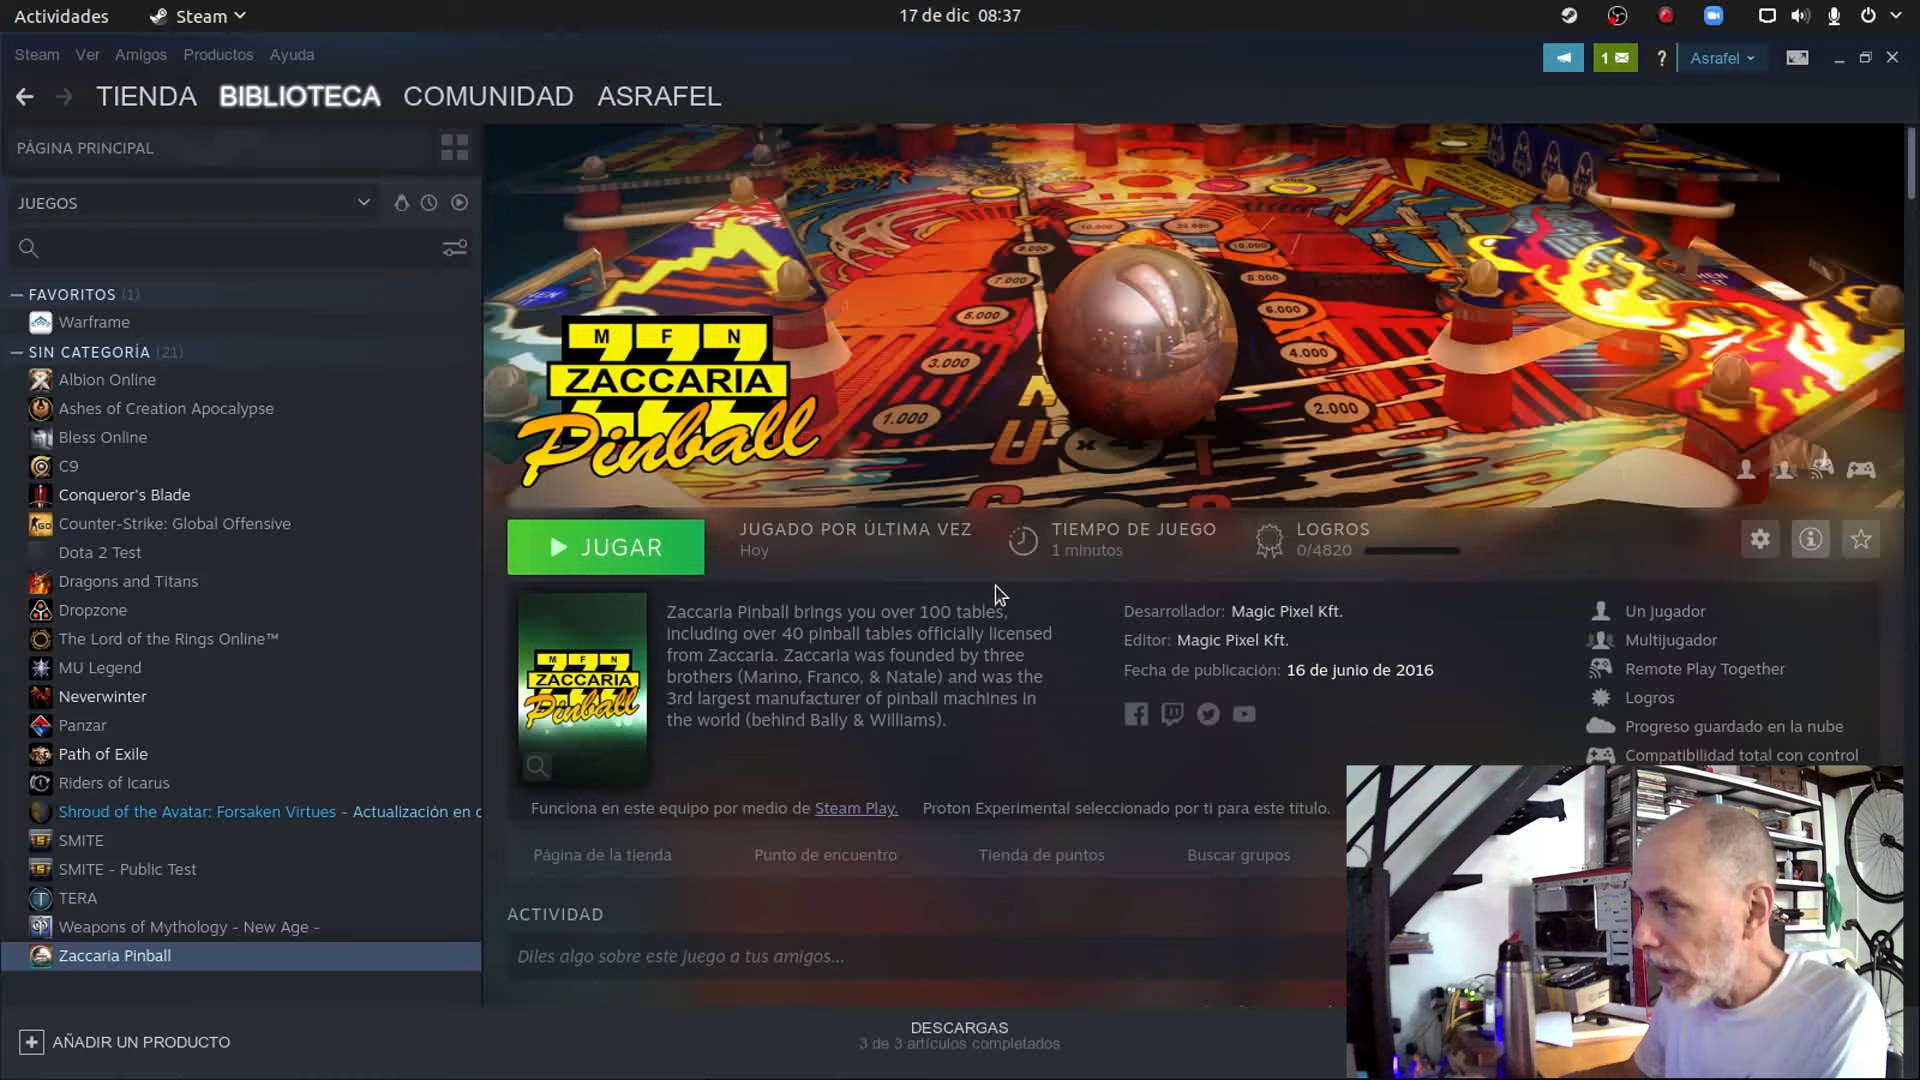 Actividades
Steam
17 de dic 08:37
Steam Ver Amigos Productos Ayuda
1
?
Asrafel
TIENDA BIBLIOTECA COMUNIDAD ASRAFEL
PÁGINA PRINCIPAL
JUEGOS
— FAVORITOS (1)
Warframe
— SIN CATEGORÍA (21)
Albion Online
Ashes of Creation Apocalypse
Bless Online
C9
Conqueror's Blade
Counter-Strike: Global Offensive
Dota 2 Test
Dragons and Titans
Dropzone
The Lord of the Rings Online™
MU Legend
Neverwinter
Panzar
Path of Exile
Riders of Icarus
Shroud of the Avatar: Forsaken Virtues - Actualización en c
SMITE
SMITE - Public Test
TERA
Weapons of Mythology - New Age -
Zaccaria Pinball
AÑADIR UN PRODUCTO
M F N
ZACCARIA
Pinball
1.000
3.000
5.000
7.000
10.000
8.000
6.000
4.000
2.000
x4
JUGAR
JUGADO POR ÚLTIMA VEZ
Hoy
TIEMPO DE JUEGO
1 minutos
LOGROS
0/4820
M F N
ZACCARIA
Pinball
Zaccaria Pinball brings you over 100 tables,
including over 40 pinball tables officially licensed
from Zaccaria. Zaccaria was founded by three
brothers (Marino, Franco, & Natale) and was the
3rd largest manufacturer of pinball machines in
the world (behind Bally & Williams).
Desarrollador: Magic Pixel Kft.
Editor: Magic Pixel Kft.
Fecha de publicación: 16 de junio de 2016
Un jugador
Multijugador
Remote Play Together
Logros
Progreso guardado en la nube
Compatibilidad total con control
Funciona en este equipo por medio de Steam Play. Proton Experimental seleccionado por ti para este título.
Página de la tienda
Punto de encuentro
Tienda de puntos
Buscar grupos
ACTIVIDAD
Diles algo sobre este juego a tus amigos...
DESCARGAS
3 de 3 artículos completados